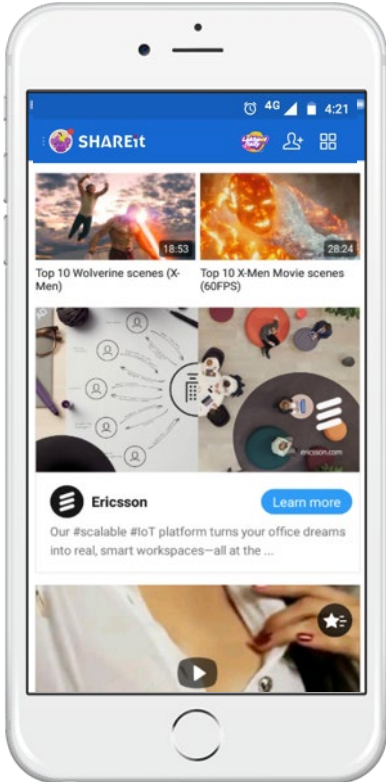 4G 4:21
SHAREit
18:53
28:24
Top 10 Wolverine scenes (X-
Men)
Top 10 X-Men Movie scenes
(60FPS)
ericsson.com
Ericsson
Learn more
Our #scalable #IoT platform turns your office dreams
into real, smart workspaces—all at the ...